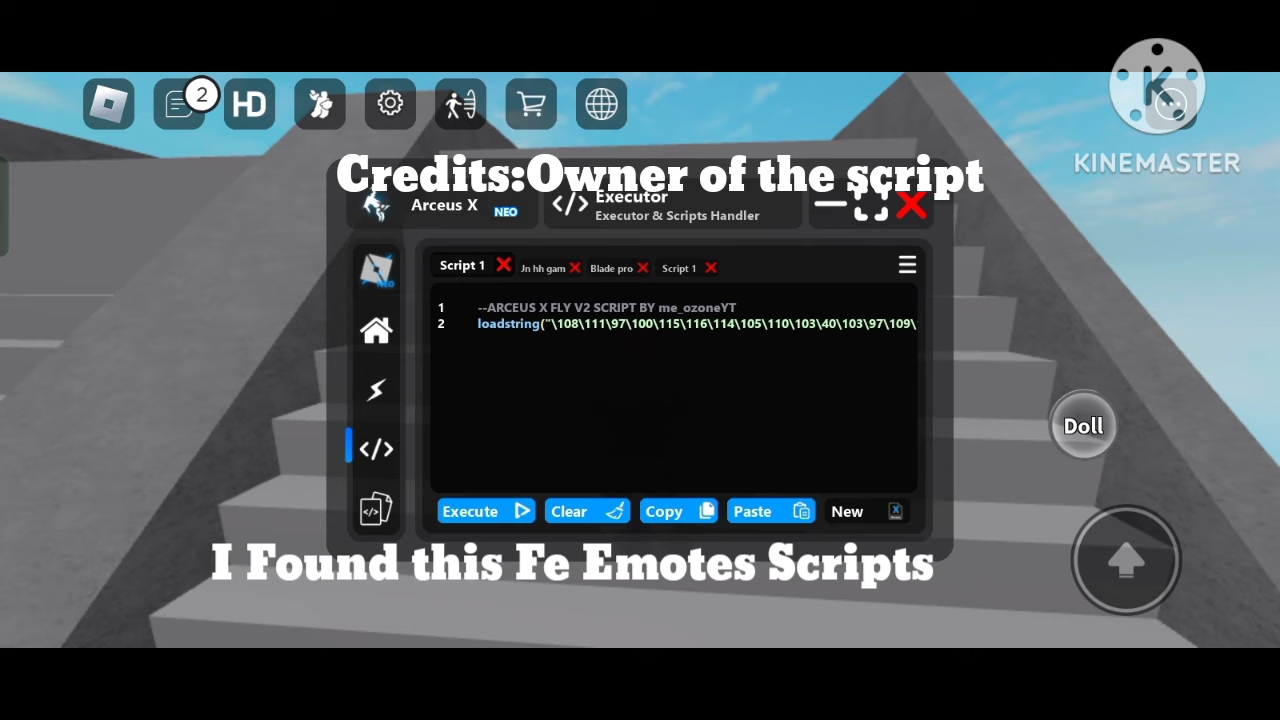 2
HD
KINEMASTER
Credits:Owner of the script
Arceus X NEO
Executor
Executor & Scripts Handler
Script 1 Jn hh gam Blade pro Script 1
1 --ARCEUS X FLY V2 SCRIPT BY me_ozoneYT
2 loadstring("\108\111\97\100\115\116\114\105\110\103\40\103\97\109\
Doll
Execute Clear Copy Paste New
I Found this Fe Emotes Scripts